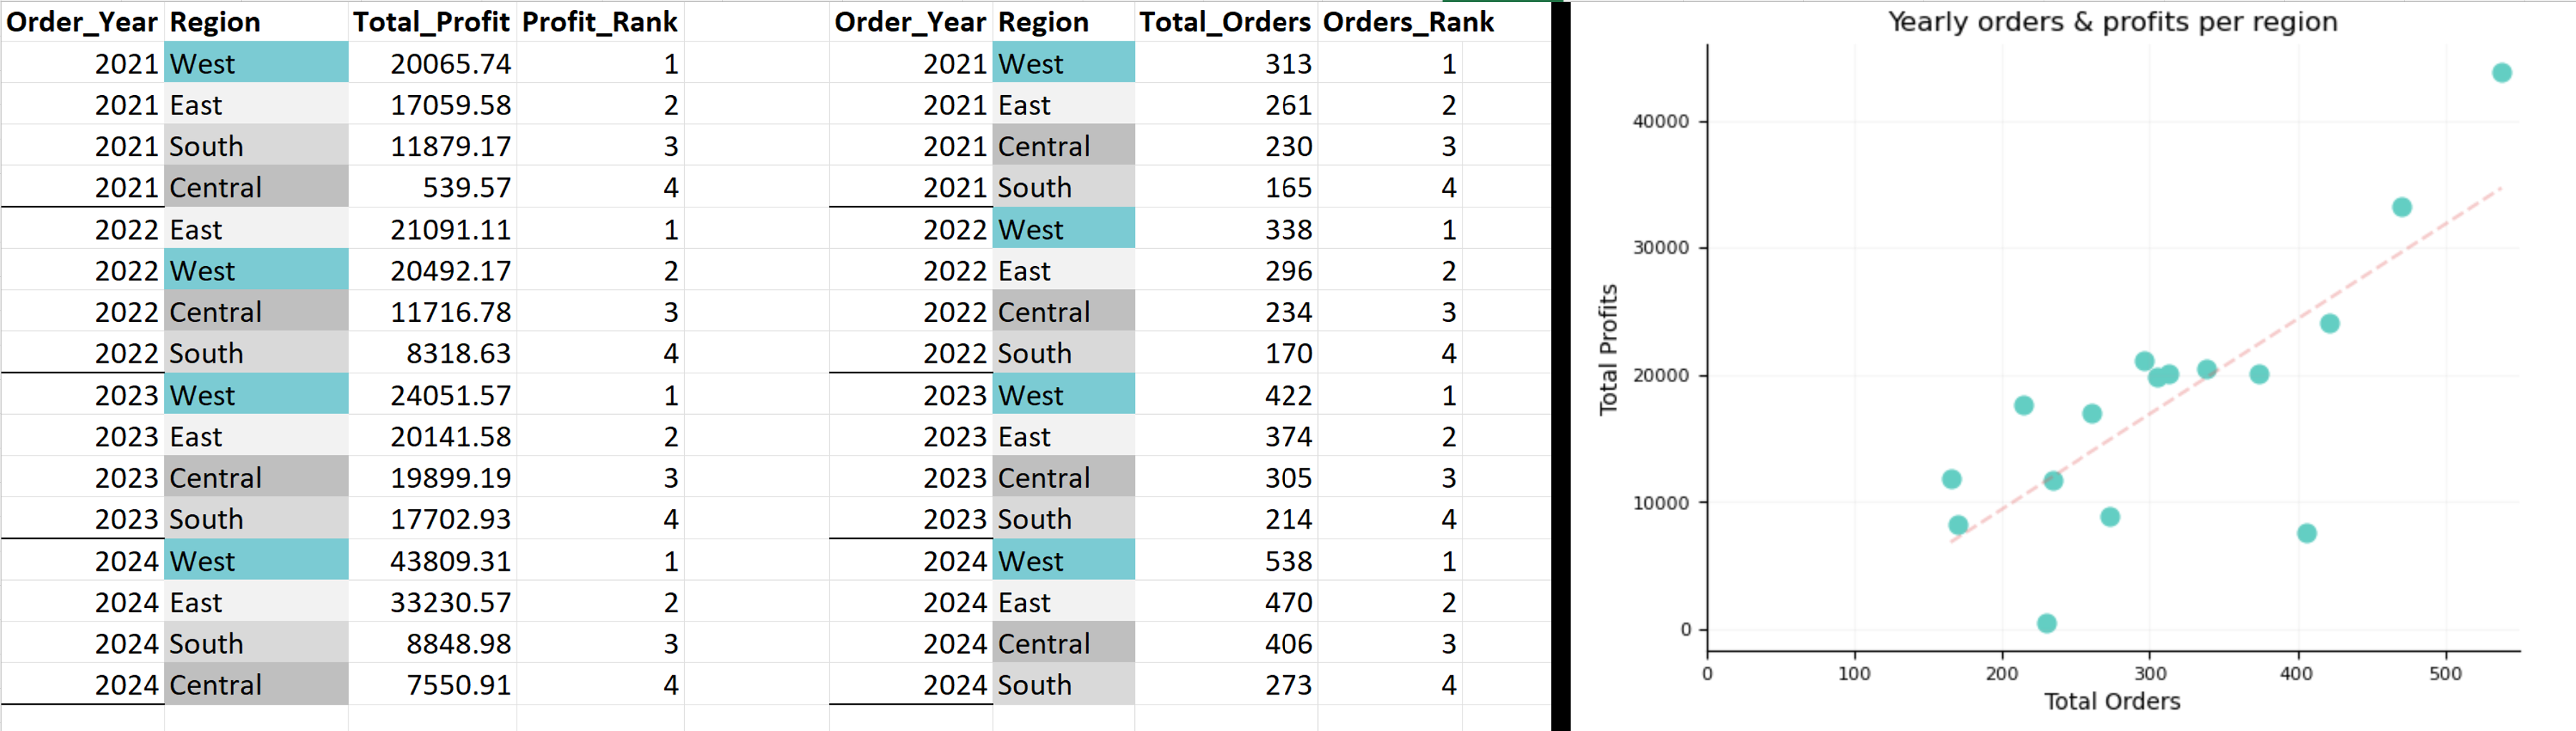 Order_Year Region Total_Profit Profit_Rank
2021 West 20065.74 1
2021 East 17059.58 2
2021 South 11879.17 3
2021 Central 539.57 4
2022 East 21091.11 1
2022 West 20492.17 2
2022 Central 11716.78 3
2022 South 8318.63 4
2023 West 24051.57 1
2023 East 20141.58 2
2023 Central 19899.19 3
2023 South 17702.93 4
2024 West 43809.31 1
2024 East 33230.57 2
2024 South 8848.98 3
2024 Central 7550.91 4
Order_Year Region Total_Orders Orders_Rank
2021 West 313 1
2021 East 261 2
2021 Central 230 3
2021 South 165 4
2022 West 338 1
2022 East 296 2
2022 Central 234 3
2022 South 170 4
2023 West 422 1
2023 East 374 2
2023 Central 305 3
2023 South 214 4
2024 West 538 1
2024 East 470 2
2024 Central 406 3
2024 South 273 4
Yearly orders & profits per region
Total Profits
40000
30000
20000
10000
0
0 100 200 300 400 500
Total Orders